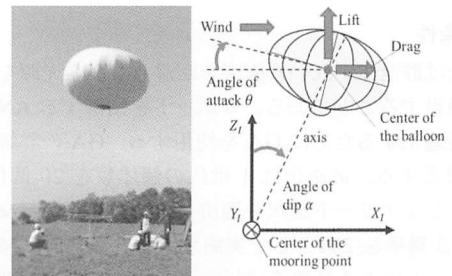 Wind
Lift
Drag
Angle of
attack θ
Center of
the balloon
Z_I
axis
Angle of
dip α
Y_I
X_I
Center of the
mooring point